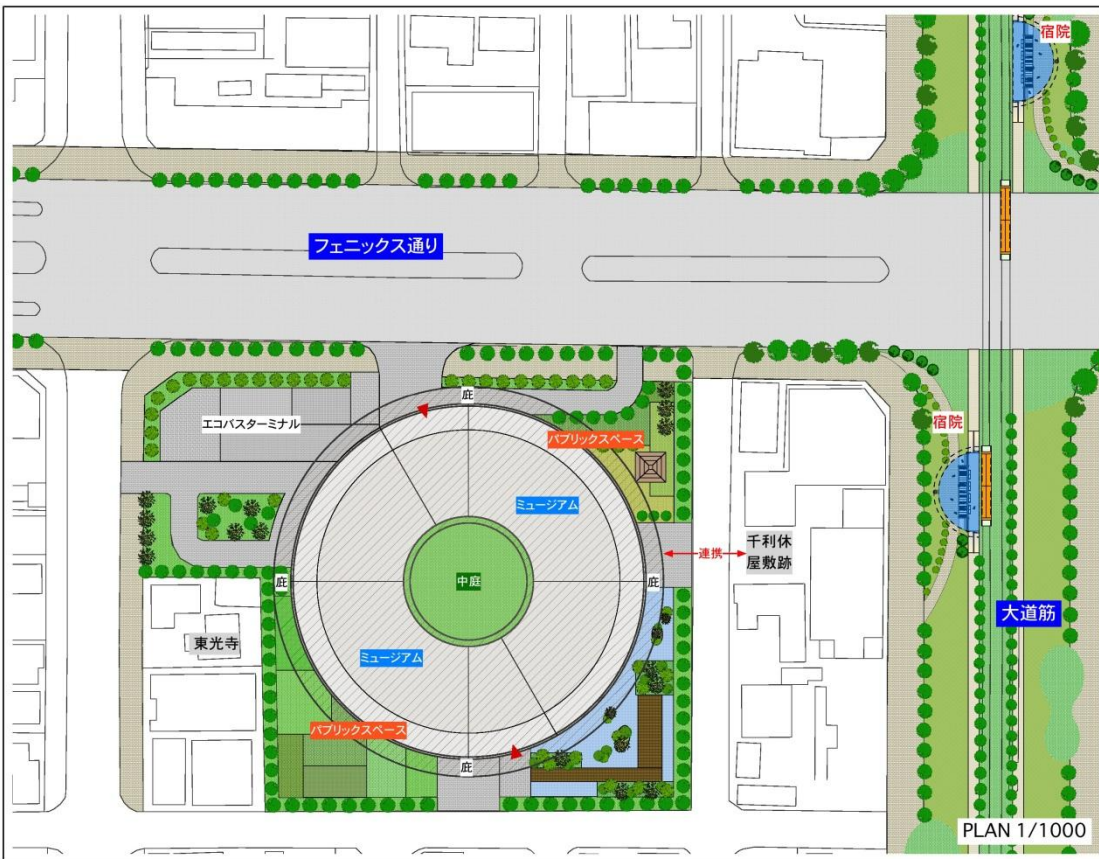 宿院
フェニックス通り
エコバスターミナル
庇
パブリックスペース
宿院
ミュージアム
連携
千利休
屋敷跡
庇
中庭
庇
大道筋
東光寺
ミュージアム
パブリックスペース
庇
PLAN 1/1000